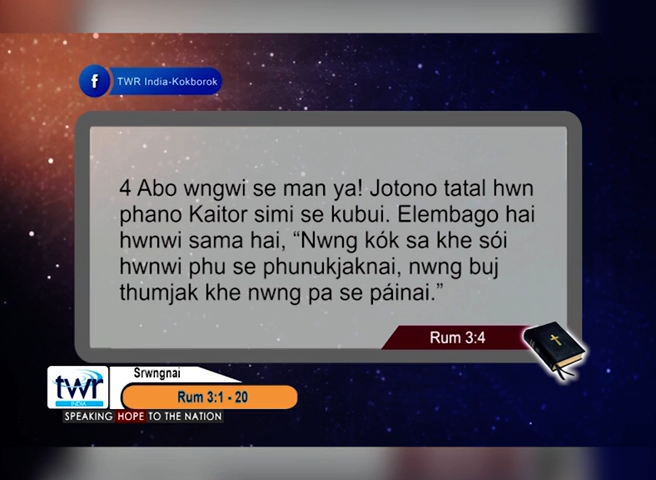 TWR India-Kokborok
4 Abo wngwi se man ya! Jotono tatal hwn
phano Kaitor simi se kubui. Elembago hai
hwnwi sama hai, “Nwng kók sa khe sói
hwnwi phu se phunukjaknai, nwng buj
thumjak khe nwng pa se páinai.”
Rum 3:4
Srwngnai
twr
INDIA
Rum 3:1 - 20
SPEAKING HOPE TO THE NATION